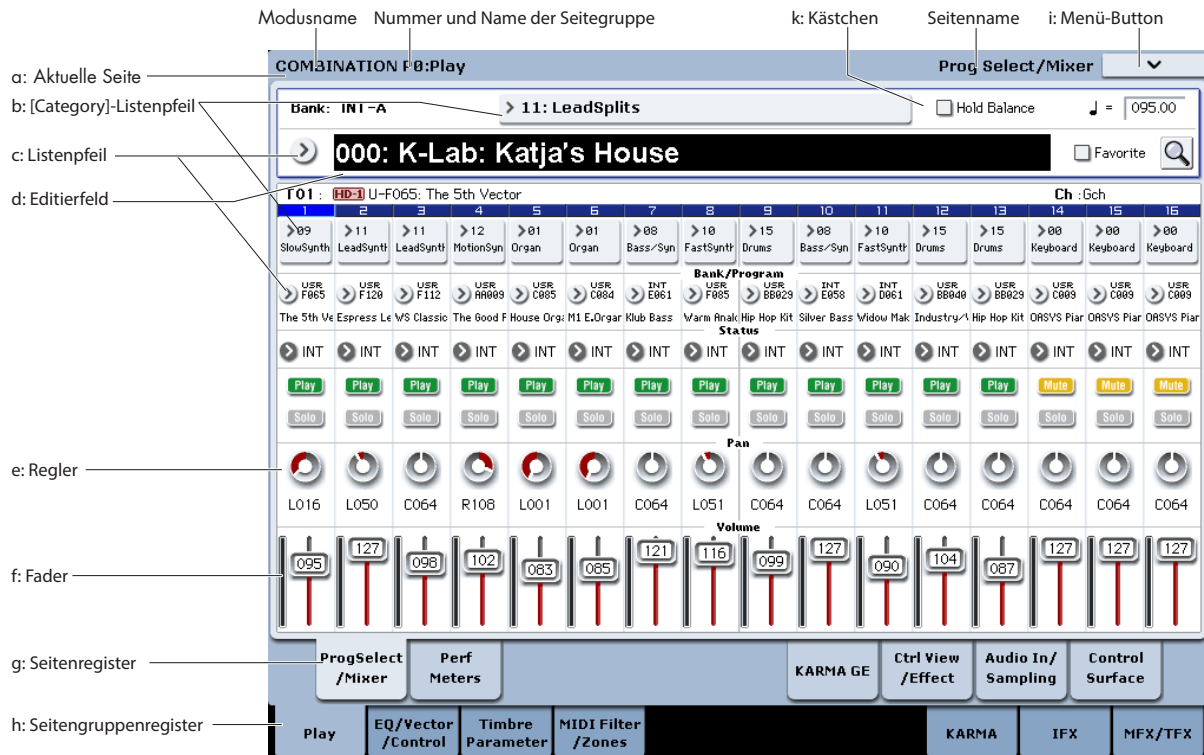 Modusname Nummer und Name der Seitegruppe k: Kästchen Seitenname i: Menü-Button
a: Aktuelle Seite
COMBINATION P0:Play Prog Select/Mixer
b: [Category]-Listenpfeil
Bank: INT-A 11: LeadSplits Hold Balance ♩ = 095.00
c: Listenpfeil
000: K-Lab: Katja's House Favorite
d: Editierfeld
T01 : HD-1 U-F065: The 5th Vector Ch :Gch
1 2 3 4 5 6 7 8 9 10 11 12 13 14 15 16
09 11 11 12 01 01 08 10 15 08 10 15 15 00 00 00
SlowSynth LeadSynth LeadSynth MotionSyn Organ Organ Bass/Syn FastSynth Drums Bass/Syn FastSynth Drums Drums Keyboard Keyboard Keyboard
Bank/Program
USR USR USR USR USR USR INT USR USR INT INT USR USR USR USR USR
F065 F120 F112 AA009 C085 C084 E061 F085 BB029 E058 D061 BB040 BB029 C009 C009 C009
The 5th Ve Espress Le VS Classic The Good F House Orga M1 E.Organ Klub Bass Warm Anal Hip Hop Kit Silver Bass Widow Mak Industry/ Hip Hop Kit OASYS Pian OASYS Pian OASYS Pian
Status
INT INT INT INT INT INT INT INT INT INT INT INT INT INT INT INT
Play Play Play Play Play Play Play Play Play Play Play Play Play Mute Mute Mute
Solo Solo Solo Solo Solo Solo Solo Solo Solo Solo Solo Solo Solo Solo Solo Solo
Pan
e: Regler
L016 L050 C064 R108 L001 L001 C064 L051 C064 C064 L051 C064 C064 C064 C064 C064
Volume
f: Fader
095 127 098 102 083 085 121 116 099 127 090 104 087 127 127 127
g: Seitenregister
ProgSelect Perf Ctrl View Audio In/ Control
/Mixer Meters KARMA GE /Effect Sampling Surface
h: Seitengruppenregister
Play EQ/Vector Timbre MIDI Filter KARMA IFX MFX/TFX
/Control Parameter /Zones